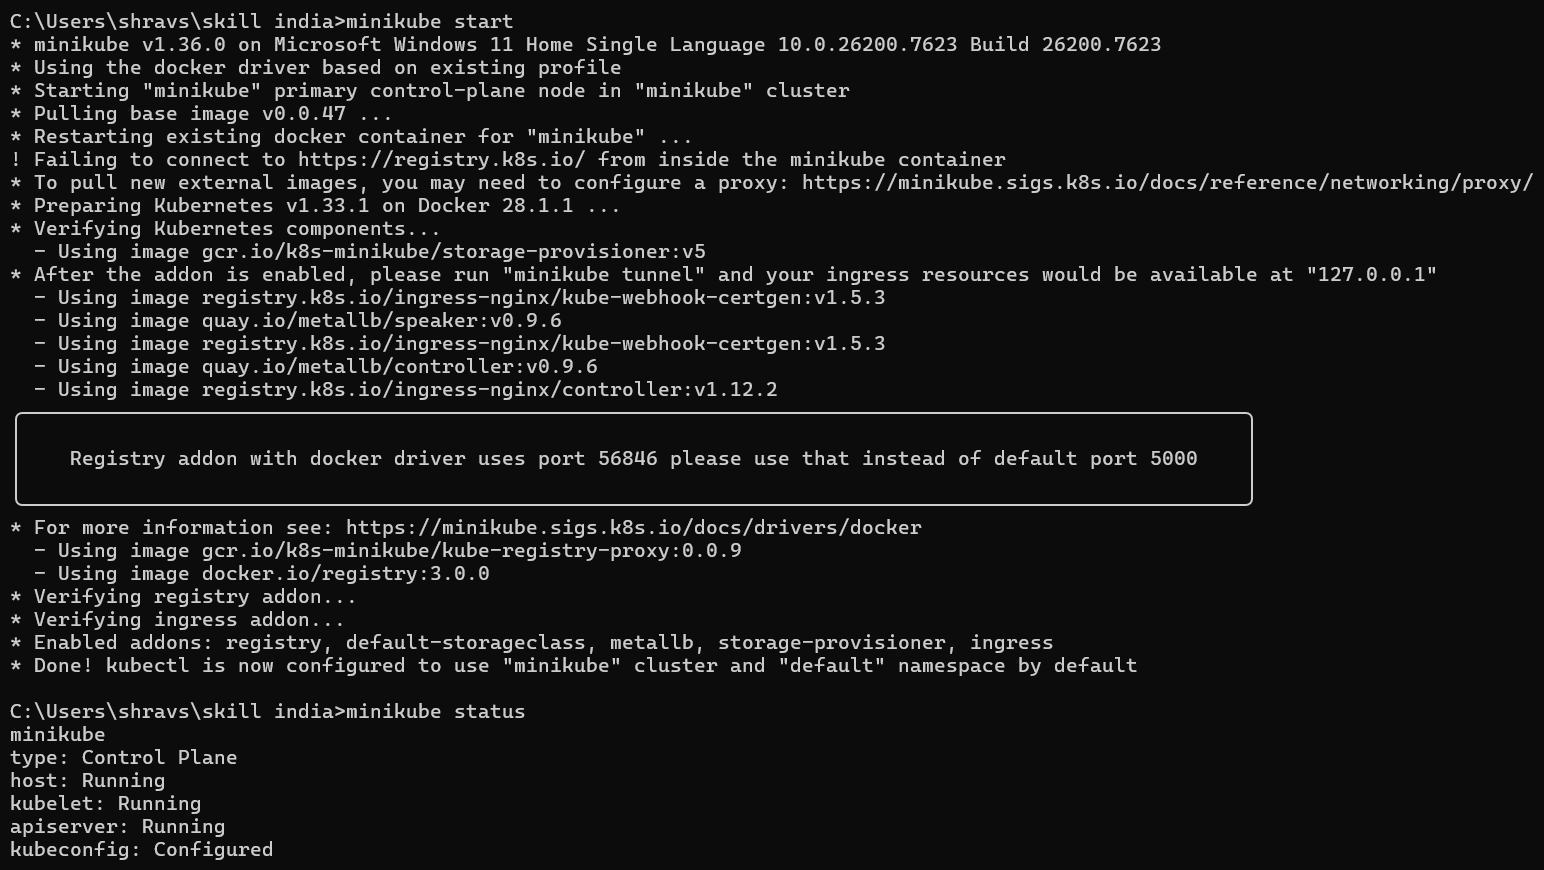 C:\Users\shravs\skill india>minikube start
* minikube v1.36.0 on Microsoft Windows 11 Home Single Language 10.0.26200.7623 Build 26200.7623
* Using the docker driver based on existing profile
* Starting "minikube" primary control-plane node in "minikube" cluster
* Pulling base image v0.0.47 ...
* Restarting existing docker container for "minikube" ...
! Failing to connect to https://registry.k8s.io/ from inside the minikube container
* To pull new external images, you may need to configure a proxy: https://minikube.sigs.k8s.io/docs/reference/networking/proxy/
* Preparing Kubernetes v1.33.1 on Docker 28.1.1 ...
* Verifying Kubernetes components...
  - Using image gcr.io/k8s-minikube/storage-provisioner:v5
* After the addon is enabled, please run "minikube tunnel" and your ingress resources would be available at "127.0.0.1"
  - Using image registry.k8s.io/ingress-nginx/kube-webhook-certgen:v1.5.3
  - Using image quay.io/metallb/speaker:v0.9.6
  - Using image registry.k8s.io/ingress-nginx/kube-webhook-certgen:v1.5.3
  - Using image quay.io/metallb/controller:v0.9.6
  - Using image registry.k8s.io/ingress-nginx/controller:v1.12.2
Registry addon with docker driver uses port 56846 please use that instead of default port 5000
* For more information see: https://minikube.sigs.k8s.io/docs/drivers/docker
  - Using image gcr.io/k8s-minikube/kube-registry-proxy:0.0.9
  - Using image docker.io/registry:3.0.0
* Verifying registry addon...
* Verifying ingress addon...
* Enabled addons: registry, default-storageclass, metallb, storage-provisioner, ingress
* Done! kubectl is now configured to use "minikube" cluster and "default" namespace by default
C:\Users\shravs\skill india>minikube status
minikube
type: Control Plane
host: Running
kubelet: Running
apiserver: Running
kubeconfig: Configured